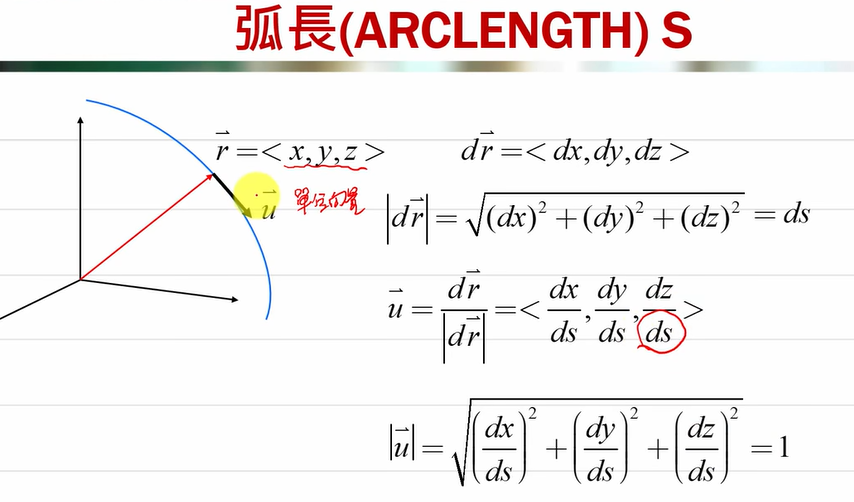 弧長(ARCLENGTH) S
\vec{r} = < x, y, z >
d\vec{r} = < dx, dy, dz >
\vec{u} 單位向量
|d\vec{r}| = \sqrt{(dx)^2 + (dy)^2 + (dz)^2} = ds
\vec{u} = \frac{d\vec{r}}{|d\vec{r}|} = < \frac{dx}{ds}, \frac{dy}{ds}, \frac{dz}{ds} >
|\vec{u}| = \sqrt{\left(\frac{dx}{ds}\right)^2 + \left(\frac{dy}{ds}\right)^2 + \left(\frac{dz}{ds}\right)^2} = 1